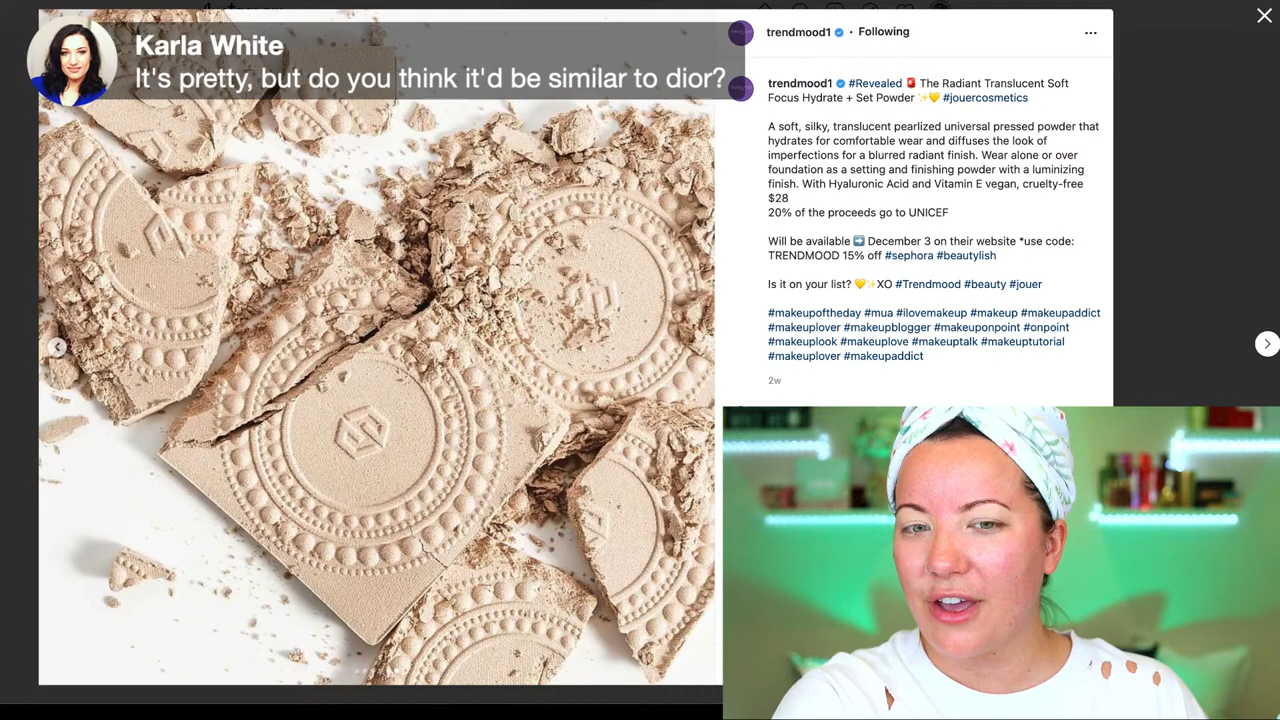 Karla White
It's pretty, but do you think it'd be similar to dior?
trendmood1 • Following
trendmood1 #Revealed 🚨 The Radiant Translucent Soft
Focus Hydrate + Set Powder ✨💛 #jouercosmetics
A soft, silky, translucent pearlized universal pressed powder that
hydrates for comfortable wear and diffuses the look of
imperfections for a blurred radiant finish. Wear alone or over
foundation as a setting and finishing powder with a luminizing
finish. With Hyaluronic Acid and Vitamin E vegan, cruelty-free
$28
20% of the proceeds go to UNICEF
Will be available ➡️ December 3 on their website *use code:
TRENDMOOD 15% off #sephora #beautylish
Is it on your list? 💛✨XO #Trendmood #beauty #jouer
#makeupoftheday #mua #ilovemakeup #makeup #makeupaddict
#makeuplover #makeupblogger #makeuponpoint #onpoint
#makeuplook #makeuplove #makeuptalk #makeuptutorial
#makeuplover #makeupaddict
2w